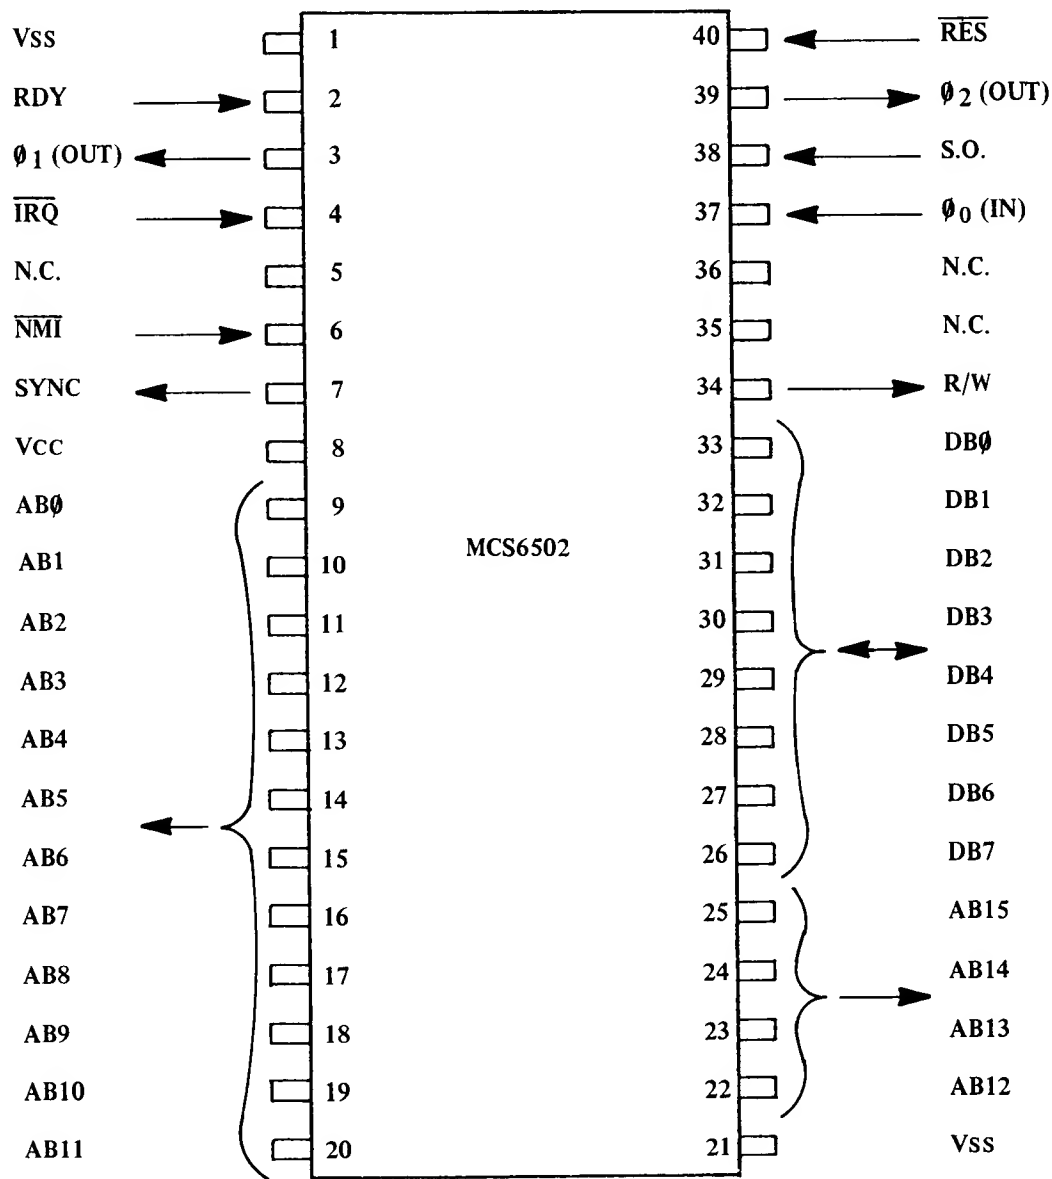 Vss 1 40 R̅E̅S̅
RDY 2 39 Ø2 (OUT)
Ø1 (OUT) 3 38 S.O.
I̅R̅Q̅ 4 37 Ø0 (IN)
N.C. 5 36 N.C.
N̅M̅I̅ 6 35 N.C.
SYNC 7 34 R/W
Vcc 8 33 DBØ
ABØ 9 32 DB1
MCS6502
AB1 10 31 DB2
AB2 11 30 DB3
AB3 12 29 DB4
AB4 13 28 DB5
AB5 14 27 DB6
AB6 15 26 DB7
AB7 16 25 AB15
AB8 17 24 AB14
AB9 18 23 AB13
AB10 19 22 AB12
AB11 20 21 Vss